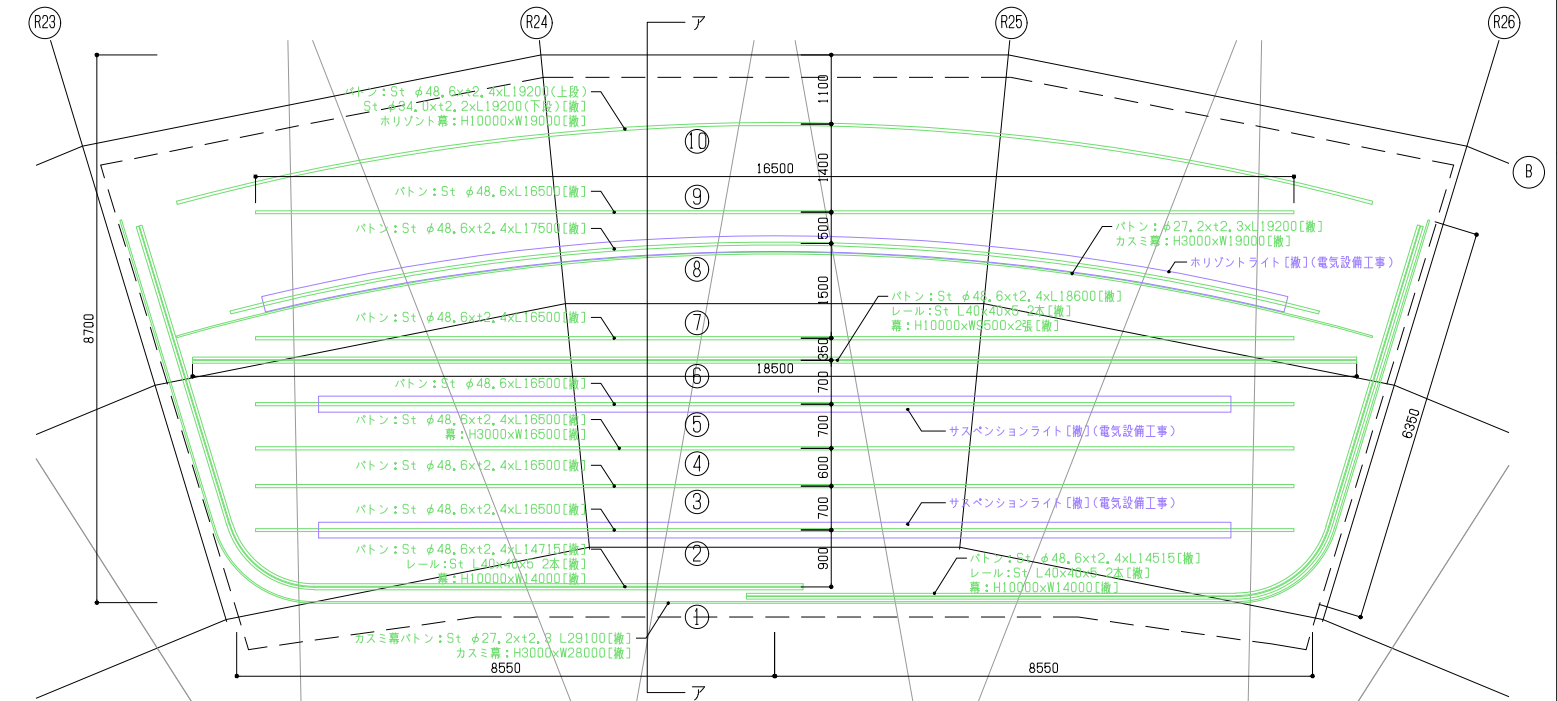 R23
R24
R25
R26
B
ア
1100
バトン：St φ48.6xt2.4xL19200(上段)
St φ34.0xt2.2xL19200(下段)[撤]
ホリゾント幕：H10000xW19000[撤]
⑩
1400
16500
バトン：St φ48.6xL16500[撤]
⑨
バトン：St φ48.6xt2.4xL17500[撤]
500
バトン：φ27.2xt2.3xL19200[撤]
カスミ幕：H3000xW19000[撤]
ホリゾントライト[撤](電気設備工事)
⑧
1500
バトン：St φ48.6xt2.4xL18600[撤]
レール：St L40x40x5 2本[撤]
幕：H10000xW9500x2張[撤]
バトン：St φ48.6xt2.4xL16500[撤]
⑦
8700
350
18500
バトン：St φ48.6xL16500[撤]
⑥
700
バトン：St φ48.6xt2.4xL16500[撤]
幕：H3000xW16500[撤]
⑤
700
サスペンションライト[撤](電気設備工事)
6350
バトン：St φ48.6xt2.4xL16500[撤]
④
600
バトン：St φ48.6xt2.4xL16500[撤]
③
700
サスペンションライト[撤](電気設備工事)
バトン：St φ48.6xt2.4xL14715[撤]
レール：St L40x40x5 2本[撤]
幕：H10000xW14000[撤]
②
900
バトン：St φ48.6xt2.4xL14515[撤]
レール：St L40x40x5 2本[撤]
幕：H10000xW14000[撤]
①
カスミ幕バトン：St φ27.2xt2.3 L29100[撤]
カスミ幕：H3000xW28000[撤]
8550
8550
ア